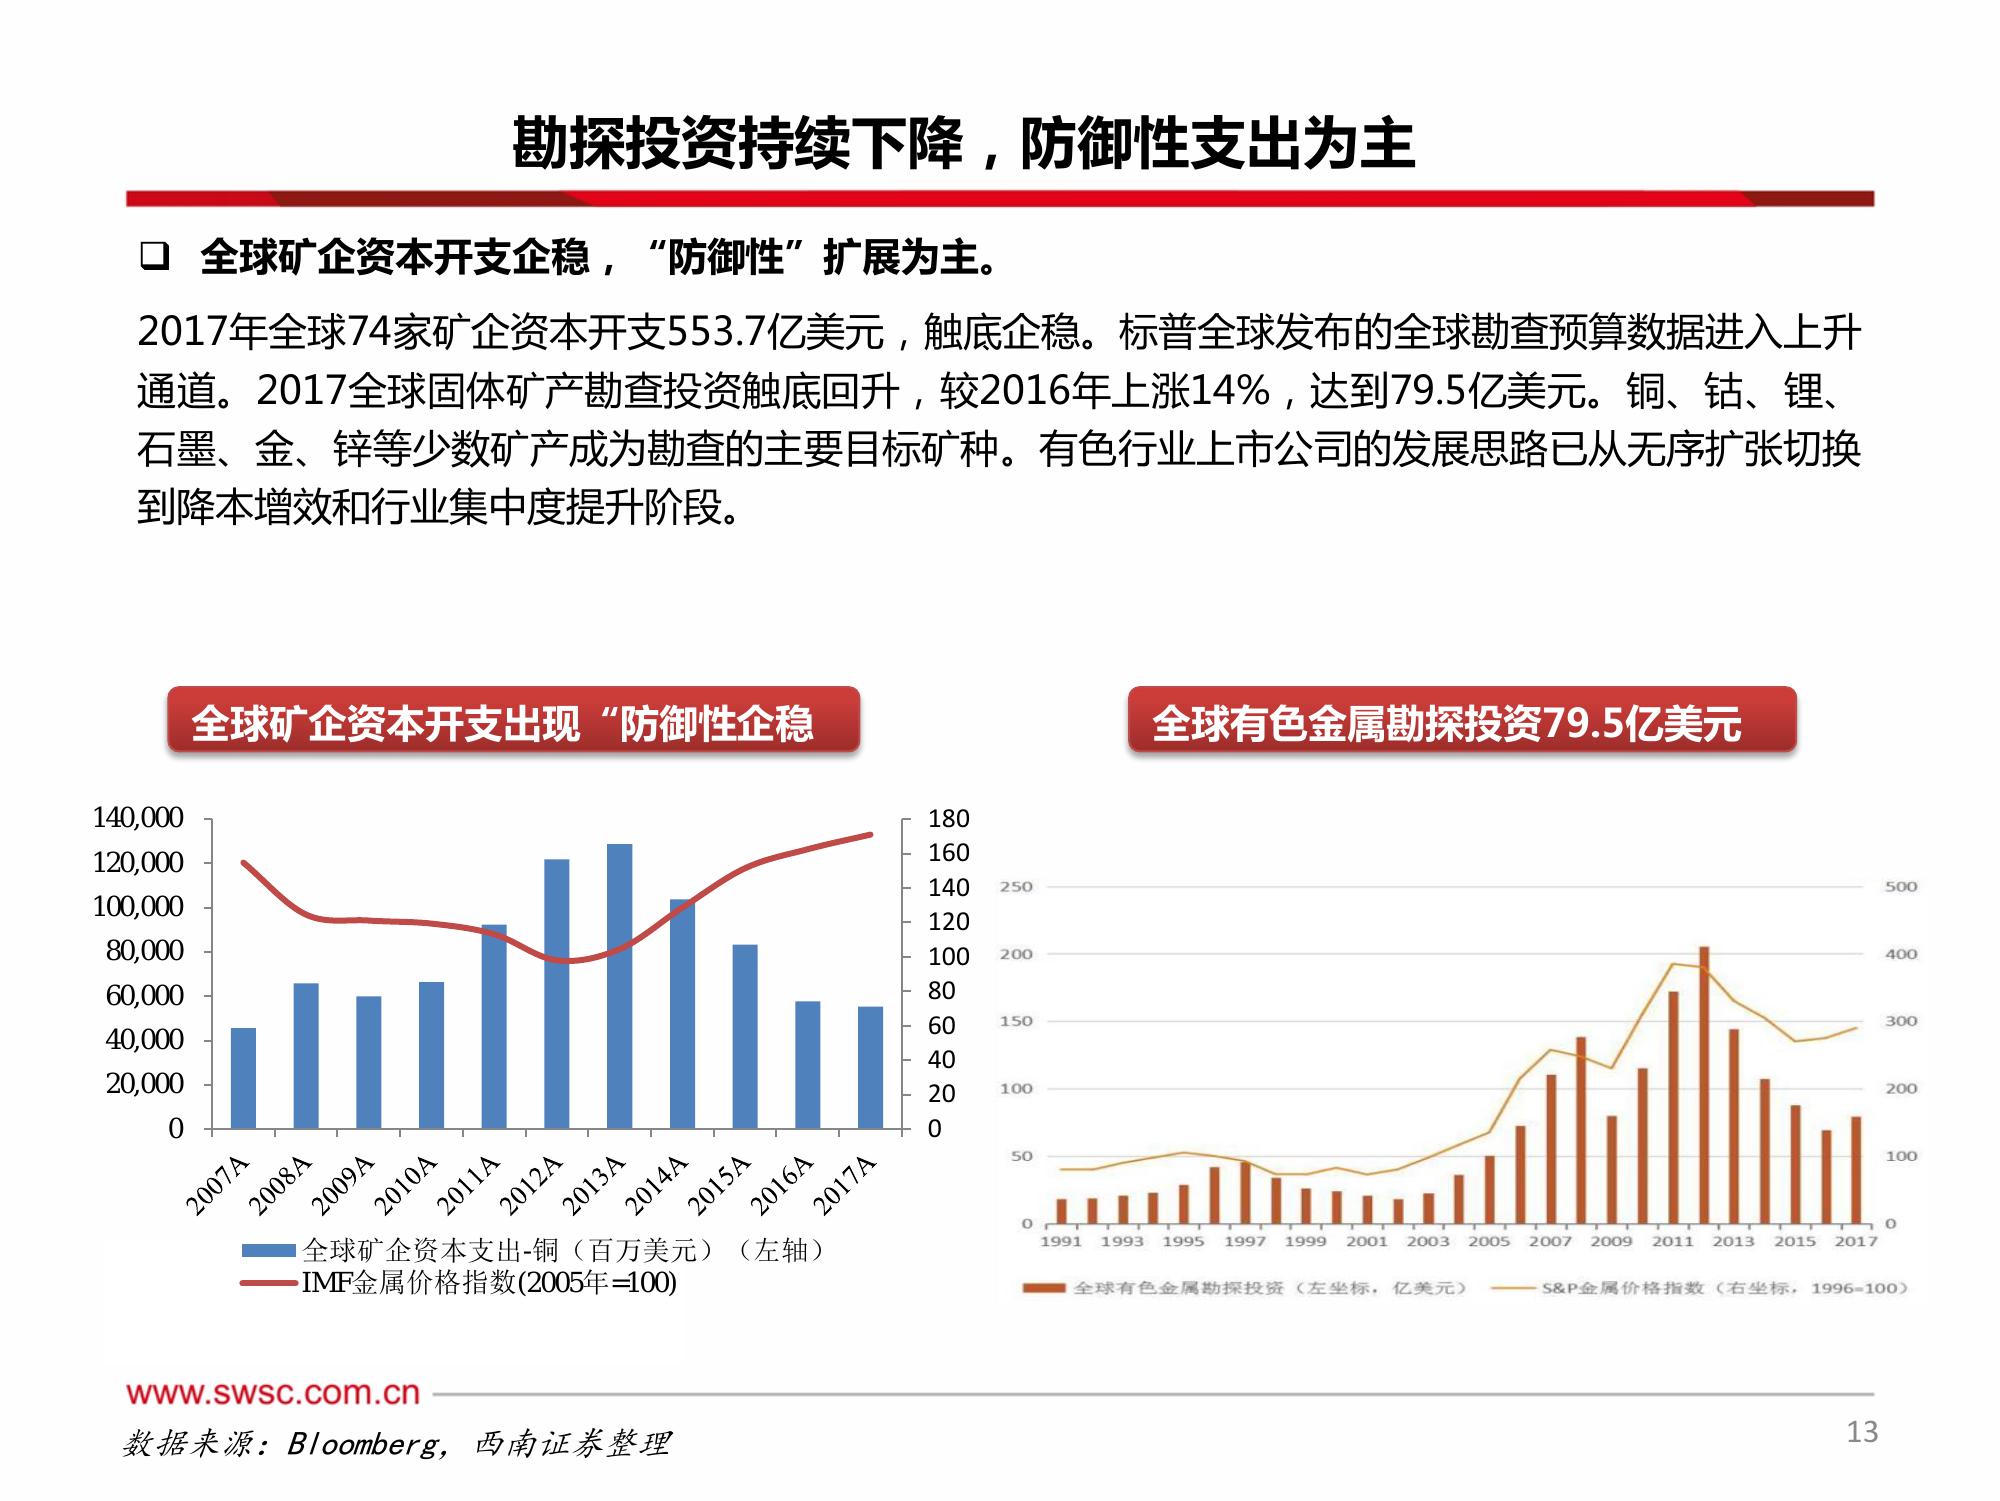 勘探投资持续下降，防御性支出为主
❑ 全球矿企资本开支企稳，“防御性”扩展为主。
2017年全球74家矿企资本开支553.7亿美元，触底企稳。标普全球发布的全球勘查预算数据进入上升
通道。2017全球固体矿产勘查投资触底回升，较2016年上涨14%，达到79.5亿美元。铜、钴、锂、
石墨、金、锌等少数矿产成为勘查的主要目标矿种。有色行业上市公司的发展思路已从无序扩张切换
到降本增效和行业集中度提升阶段。
全球矿企资本开支出现“防御性企稳
140,000
120,000
100,000
80,000
60,000
40,000
20,000
0
180
160
140
120
100
80
60
40
20
0
2007A 2008A 2009A 2010A 2011A 2012A 2013A 2014A 2015A 2016A 2017A
全球矿企资本支出-铜（百万美元）（左轴）
IMF金属价格指数(2005年=100)
全球有色金属勘探投资79.5亿美元
250
200
150
100
50
0
500
400
300
200
100
0
1991 1993 1995 1997 1999 2001 2003 2005 2007 2009 2011 2013 2015 2017
全球有色金属勘探投资（左坐标，亿美元） S&P金属价格指数（右坐标，1996=100）
www.swsc.com.cn
数据来源：Bloomberg，西南证券整理
13